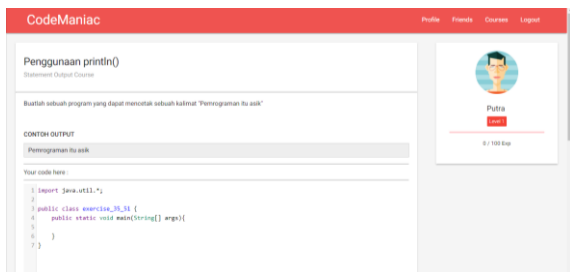 CodeManiac
Profile Friends Courses Logout
Penggunaan println()
Statement Output Course
Buatlah sebuah program yang dapat mencetak sebuah kalimat "Pemrograman itu asik"
CONTOH OUTPUT
Pemrograman itu asik
Your code here :
1 import java.util.*;
2
3 public class exercise_35_51 {
4 public static void main(String[] args){
5
6 }
7 }
Putra
Level 1
0 / 100 Exp